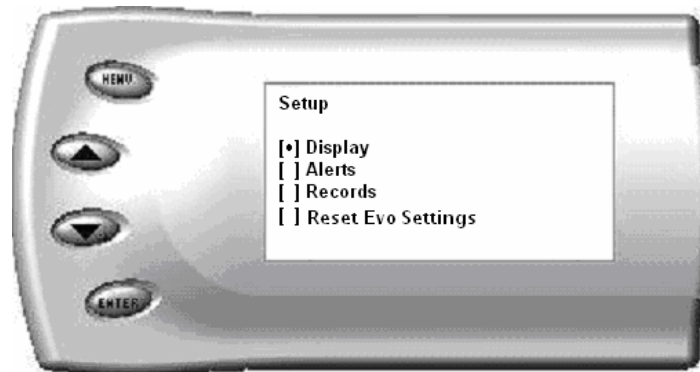 MENU
Setup
[•] Display
[ ] Alerts
[ ] Records
[ ] Reset Evo Settings
ENTER